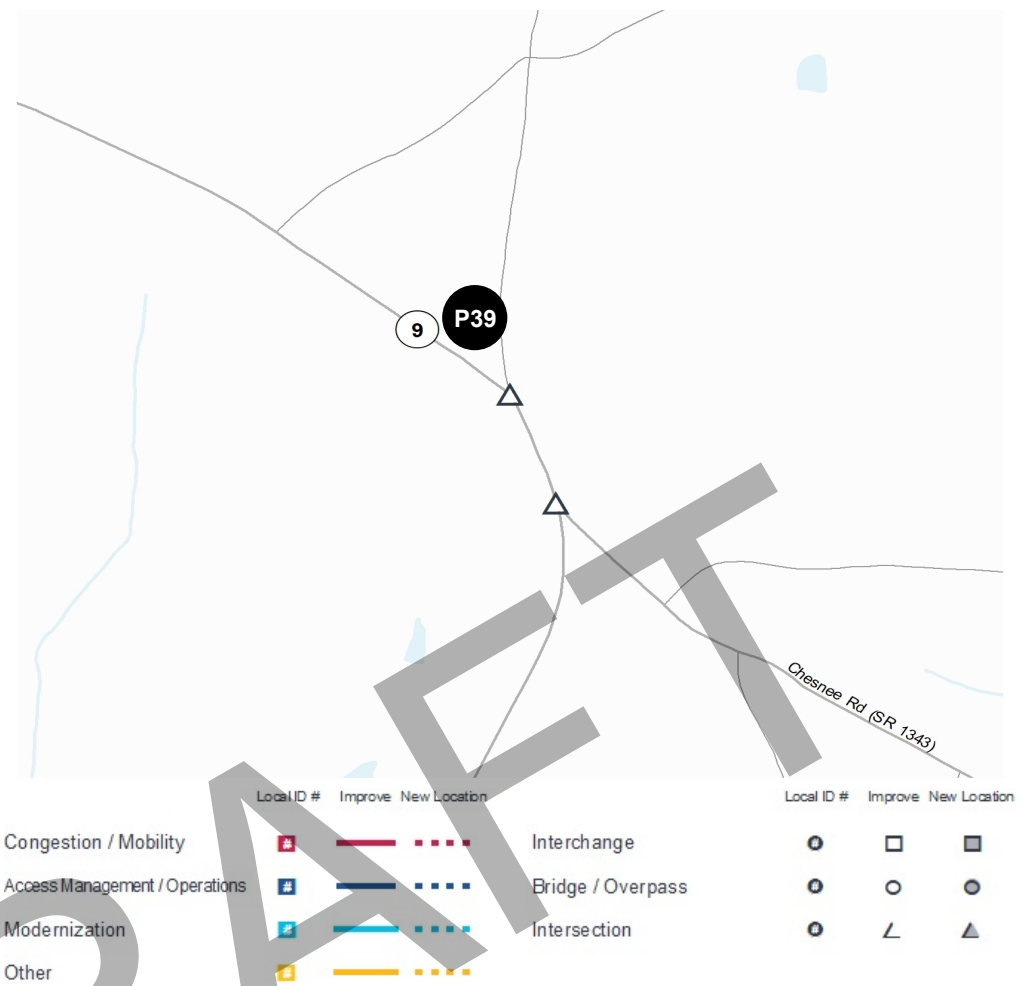 P39
9
Chesnee Rd (SR 1343)
Local ID # Improve New Location Local ID # Improve New Location
Congestion / Mobility # Interchange #
Access Management / Operations # Bridge / Overpass #
Modernization # Intersection #
Other #
RAFT